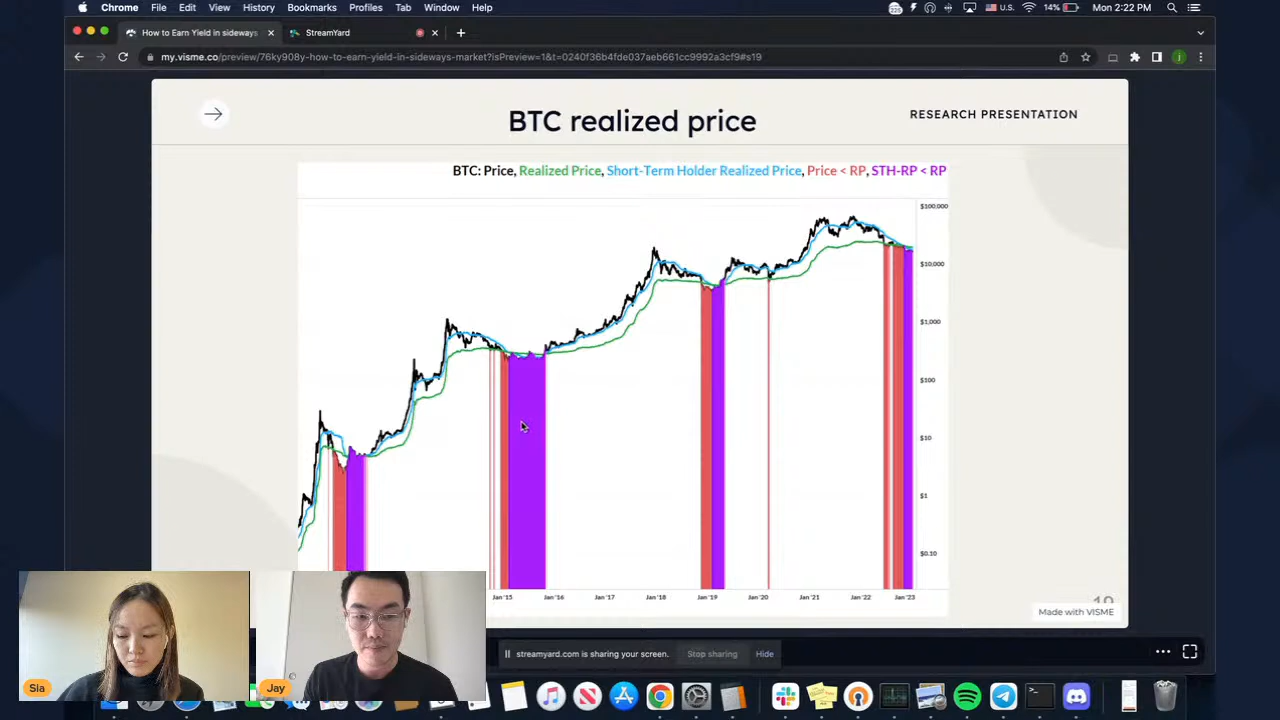 Chrome File Edit View History Bookmarks Profiles Tab Window Help
14% U.S. Mon 2:22 PM
How to Earn Yield in sideways
StreamYard
my.visme.co/preview/76ky908y-how-to-earn-yield-in-sideways-market?isPreview=1&t=0240f36b4fde037aeb661cc9992a3cf9#s19
BTC realized price
RESEARCH PRESENTATION
BTC: Price, Realized Price, Short-Term Holder Realized Price, Price < RP, STH-RP < RP
$100,000
$10,000
$1,000
$100
$10
$1
$0.10
Jan '15 Jan '16 Jan '17 Jan '18 Jan '19 Jan '20 Jan '21 Jan '22 Jan '23
Made with VISME
streamyard.com is sharing your screen. Stop sharing Hide
Sia
Jay